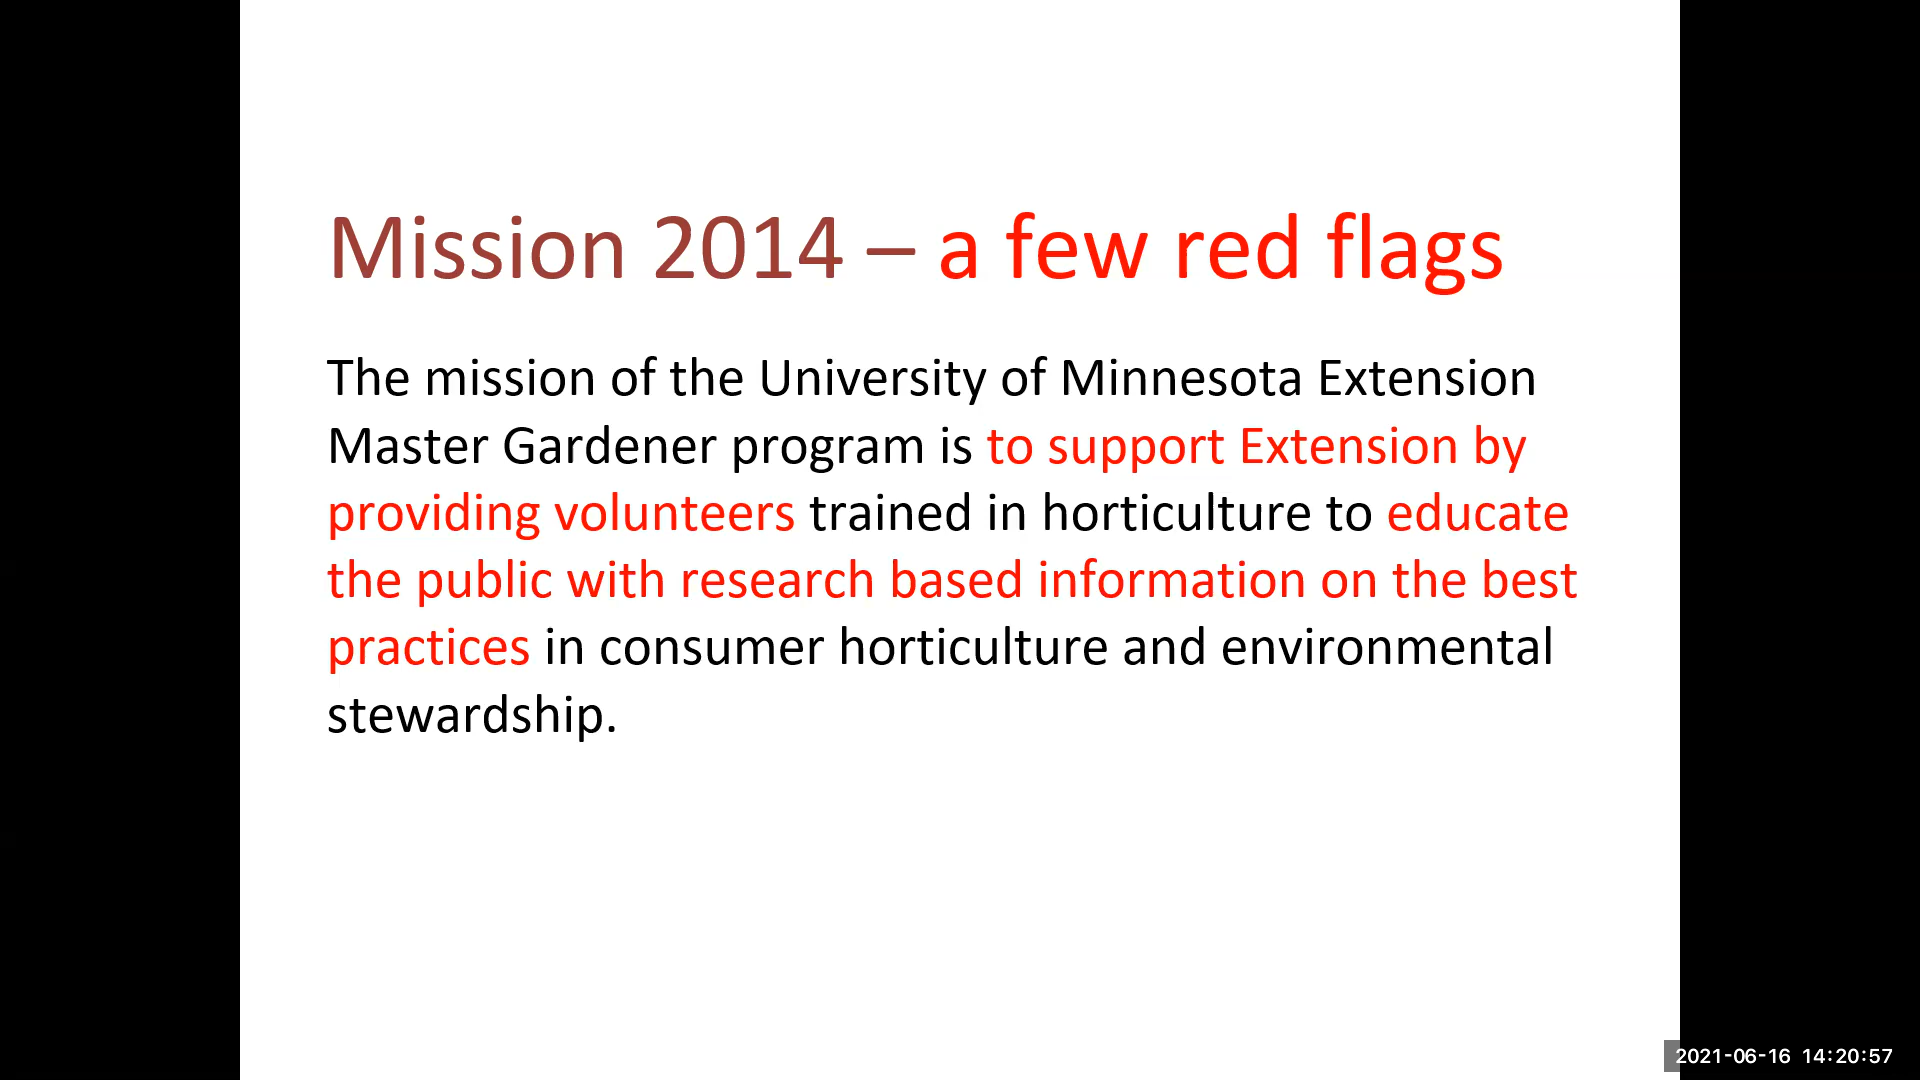 Mission 2014 – a few red flags
The mission of the University of Minnesota Extension
Master Gardener program is to support Extension by
providing volunteers trained in horticulture to educate
the public with research based information on the best
practices in consumer horticulture and environmental
stewardship.
2021-06-16 14:20:57